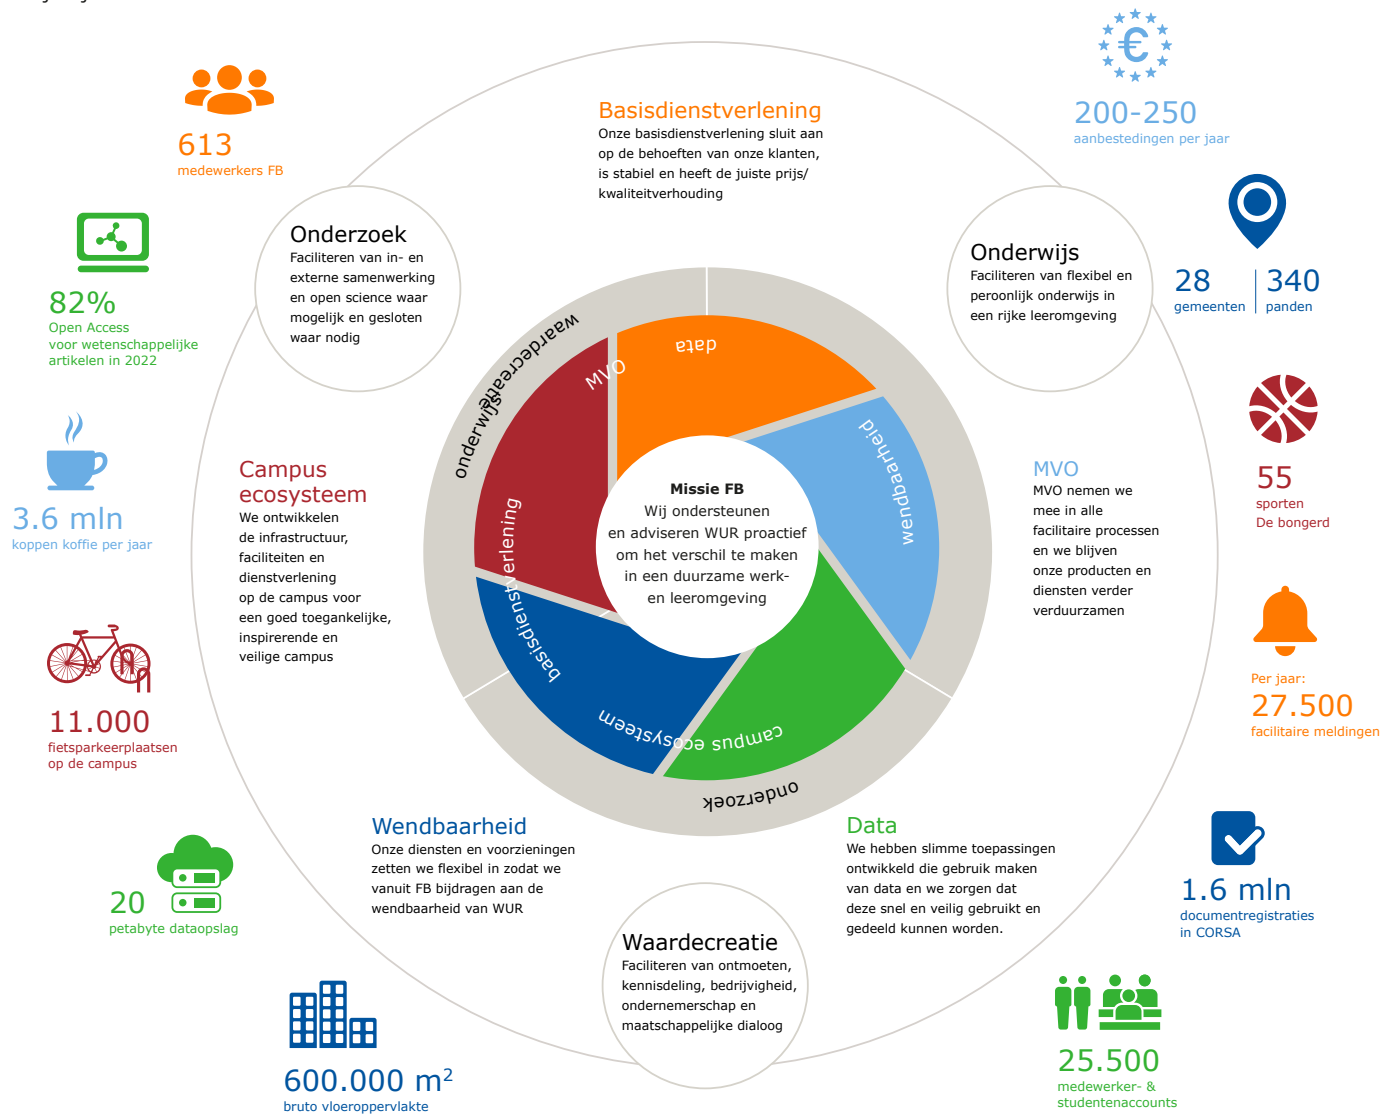 613
medewerkers FB
82%
Open Access
voor wetenschappelijke
artikelen in 2022
3.6 mln
koppen koffie per jaar
11.000
fietsparkeerplaatsen
op de campus
20
petabyte dataopslag
600.000 m²
bruto vloeroppervlakte
Basisdienstverlening
Onze basisdienstverlening sluit aan
op de behoeften van onze klanten,
is stabiel en heeft de juiste prijs/
kwaliteitverhouding
Onderzoek
Faciliteren van in- en
externe samenwerking
en open science waar
mogelijk en gesloten
waar nodig
Onderwijs
Faciliteren van flexibel en
peroonlijk onderwijs in
een rijke leeromgeving
Campus
ecosysteem
We ontwikkelen
de infrastructuur,
faciliteiten en
dienstverlening
op de campus voor
een goed toegankelijke,
inspirerende en
veilige campus
waardecreatie
onderwijs
onderzoek
MVO
data
wendbaarheid
basisdienstverlening
campus ecosysteem
Missie FB
Wij ondersteunen
en adviseren WUR proactief
om het verschil te maken
in een duurzame werk-
en leeromgeving
MVO
MVO nemen we
mee in alle
facilitaire processen
en we blijven
onze producten en
diensten verder
verduurzamen
Wendbaarheid
Onze diensten en voorzieningen
zetten we flexibel in zodat we
vanuit FB bijdragen aan de
wendbaarheid van WUR
Data
We hebben slimme toepassingen
ontwikkeld die gebruik maken
van data en we zorgen dat
deze snel en veilig gebruikt en
gedeeld kunnen worden.
Waardecreatie
Faciliteren van ontmoeten,
kennisdeling, bedrijvigheid,
ondernemerschap en
maatschappelijke dialoog
€
200-250
aanbestedingen per jaar
28
gemeenten
340
panden
55
sporten
De bongerd
Per jaar:
27.500
facilitaire meldingen
1.6 mln
documentregistraties
in CORSA
25.500
medewerker- &
studentenaccounts